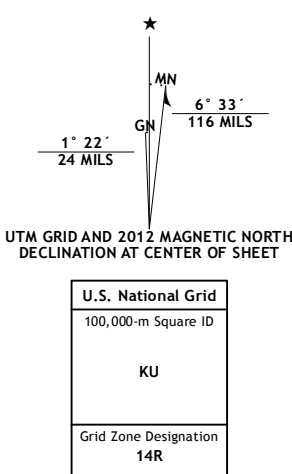 MN
6° 33´
116 MILS
GN
1° 22´
24 MILS
UTM GRID AND 2012 MAGNETIC NORTH
DECLINATION AT CENTER OF SHEET
U.S. National Grid
100,000-m Square ID
KU
Grid Zone Designation
14R